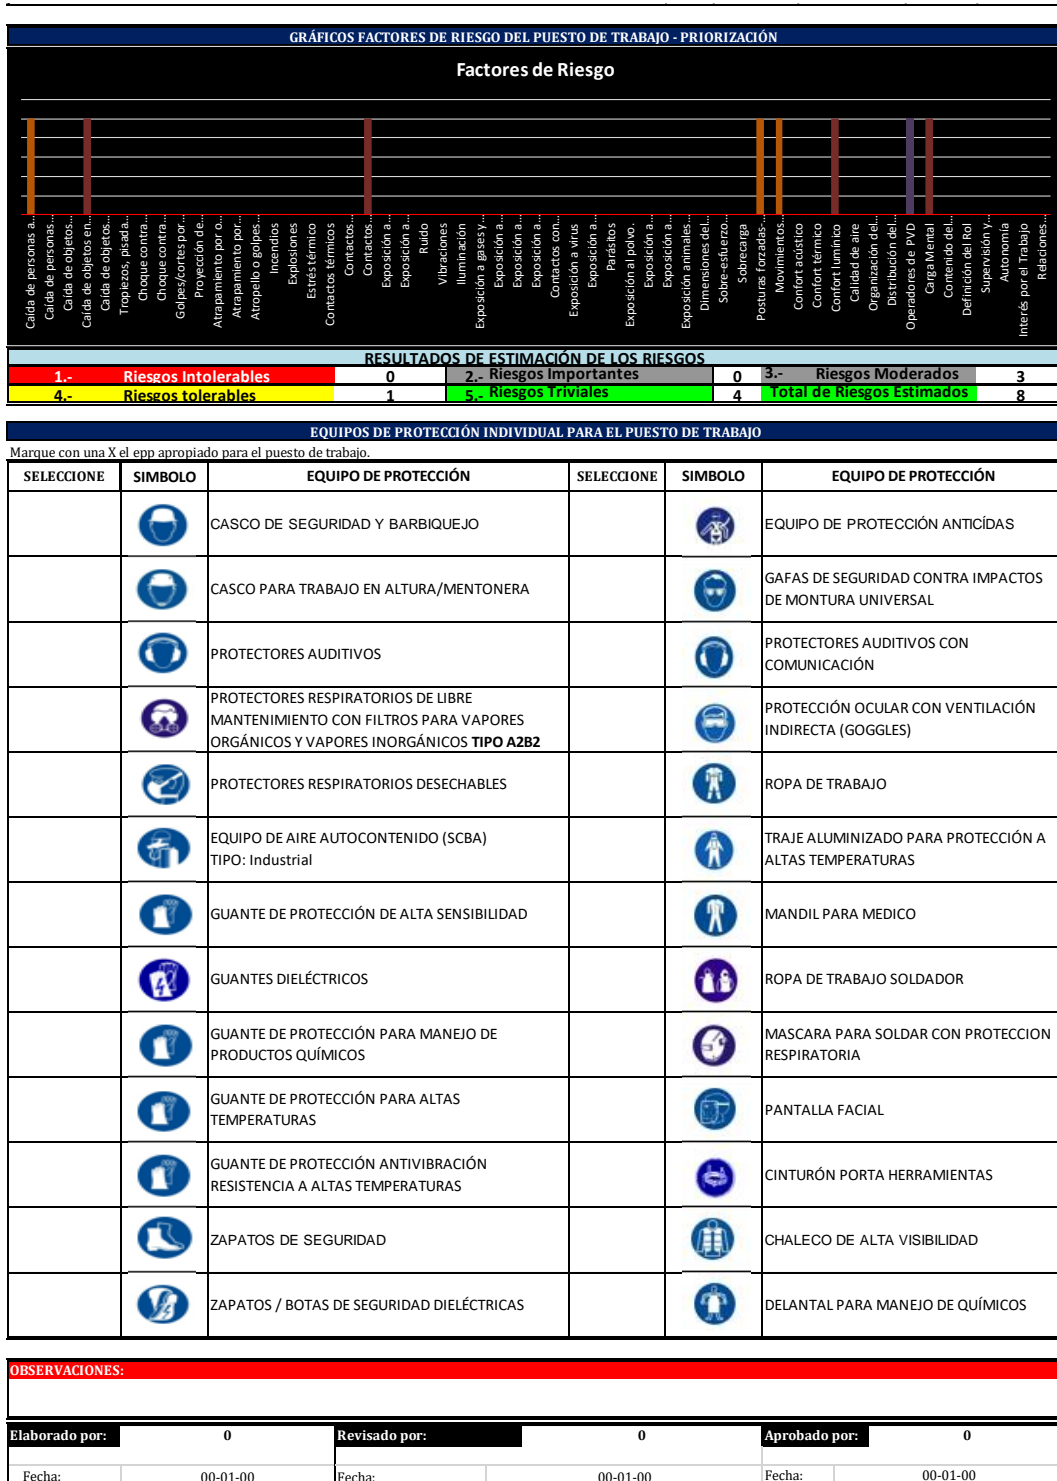 GRÁFICOS FACTORES DE RIESGO DEL PUESTO DE TRABAJO - PRIORIZACIÓN
Factores de Riesgo
Caída de personas a...
Caída de personas...
Caída de objetos...
Caída de objetos en...
Caída de objetos...
Tropiezos, pisada...
Choque contra...
Choque contra...
Golpes/cortes por...
Proyección de...
Atrapamiento por o...
Atrapamiento por...
Atropello o golpes...
Incendios
Explosiones
Estrés térmico
Contactos térmicos
Contactos...
Contactos...
Exposición a...
Exposición a...
Ruido
Vibraciones
Iluminación
Exposición a gases y...
Exposición a...
Exposición a...
Exposición a...
Contactos con...
Exposición a virus
Parásitos
Exposición al polvo.
Exposición a...
Exposición a...
Exposición animales.
Dimensiones del...
Sobre-esfuerzo...
Sobrecarga
Posturas forzadas-...
Movimientos...
Confort acústico
Confort térmico
Confort lumínico
Calidad de aire
Organización del...
Distribución del...
Operadores de PVD
Carga Mental
Contenido del...
Definición del Rol
Supervisión y...
Autonomía
Interés por el Trabajo
Relaciones...
RESULTADOS DE ESTIMACIÓN DE LOS RIESGOS
1.- Riesgos Intolerables 0 2.- Riesgos Importantes 0 3.- Riesgos Moderados 3
4.- Riesgos tolerables 1 5.- Riesgos Triviales 4 Total de Riesgos Estimados 8
EQUIPOS DE PROTECCIÓN INDIVIDUAL PARA EL PUESTO DE TRABAJO
Marque con una X el epp apropiado para el puesto de trabajo.
SELECCIONE SIMBOLO EQUIPO DE PROTECCIÓN SELECCIONE SIMBOLO EQUIPO DE PROTECCIÓN
CASCO DE SEGURIDAD Y BARBIQUEJO
EQUIPO DE PROTECCIÓN ANTICÍDAS
CASCO PARA TRABAJO EN ALTURA/MENTONERA
GAFAS DE SEGURIDAD CONTRA IMPACTOS
DE MONTURA UNIVERSAL
PROTECTORES AUDITIVOS
PROTECTORES AUDITIVOS CON
COMUNICACIÓN
PROTECTORES RESPIRATORIOS DE LIBRE
MANTENIMIENTO CON FILTROS PARA VAPORES
ORGÁNICOS Y VAPORES INORGÁNICOS TIPO A2B2
PROTECCIÓN OCULAR CON VENTILACIÓN
INDIRECTA (GOGGLES)
PROTECTORES RESPIRATORIOS DESECHABLES
ROPA DE TRABAJO
EQUIPO DE AIRE AUTOCONTENIDO (SCBA)
TIPO: Industrial
TRAJE ALUMINIZADO PARA PROTECCIÓN A
ALTAS TEMPERATURAS
GUANTE DE PROTECCIÓN DE ALTA SENSIBILIDAD
MANDIL PARA MEDICO
GUANTES DIELÉCTRICOS
ROPA DE TRABAJO SOLDADOR
GUANTE DE PROTECCIÓN PARA MANEJO DE
PRODUCTOS QUÍMICOS
MASCARA PARA SOLDAR CON PROTECCION
RESPIRATORIA
GUANTE DE PROTECCIÓN PARA ALTAS
TEMPERATURAS
PANTALLA FACIAL
GUANTE DE PROTECCIÓN ANTIVIBRACIÓN
RESISTENCIA A ALTAS TEMPERATURAS
CINTURÓN PORTA HERRAMIENTAS
ZAPATOS DE SEGURIDAD
CHALECO DE ALTA VISIBILIDAD
ZAPATOS / BOTAS DE SEGURIDAD DIELÉCTRICAS
DELANTAL PARA MANEJO DE QUÍMICOS
OBSERVACIONES:
Elaborado por: 0 Revisado por: 0 Aprobado por: 0
Fecha: 00-01-00 Fecha: 00-01-00 Fecha: 00-01-00